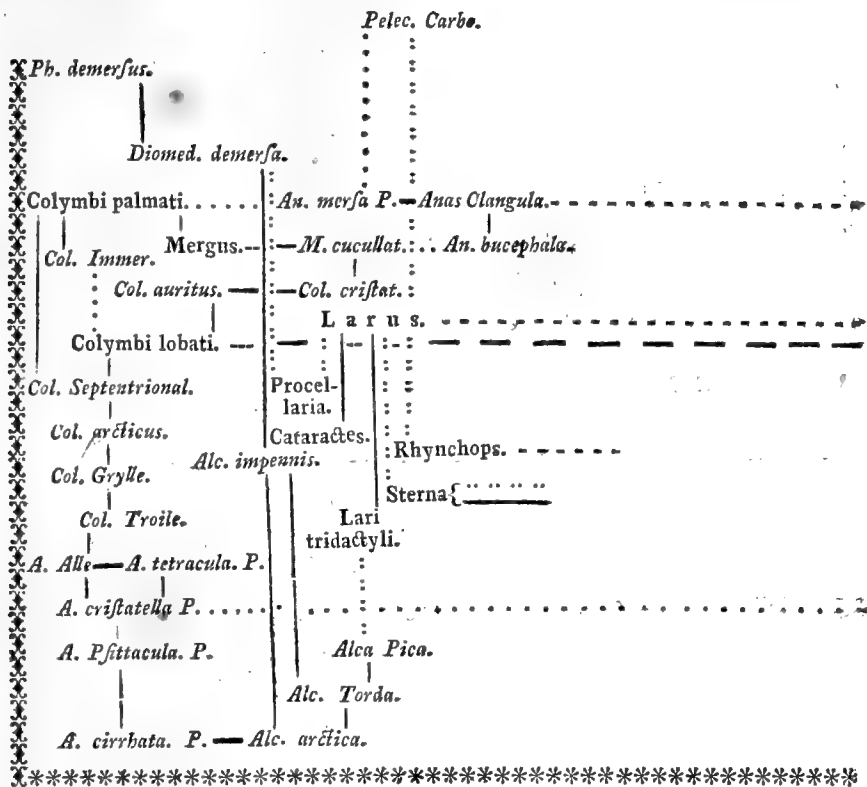 Pelec. Carbo.
Ph. demerſus.
Diomed. demerſa.
Colymbi palmati. An. merſa P. Anas Clangula.
Mergus. M. cucullat. An. bucephala.
Col. Immer.
Col. auritus. Col. criſtat.
Larus.
Colymbi lobati.
Col. Septentrional. Procel-
laria.
Col. arcticus. Cataractes.
Rhynchops.
Alc. impennis.
Col. Grylle.
Sterna
Col. Troile. Lari
tridactyli.
A. Alle A. tetracula. P.
A. criſtatella P.
A. Pſittacula. P. Alca Pica.
Alc. Torda.
A. cirrhata. P. Alc. arctica.